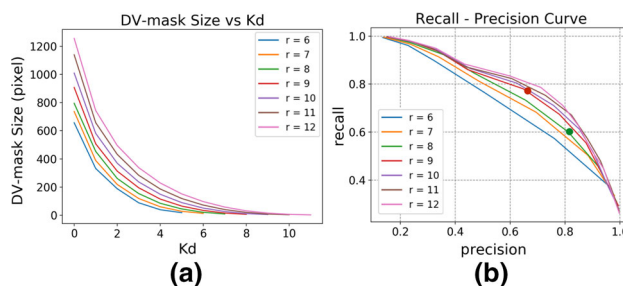 DV-mask Size vs Kd
DV-mask Size (pixel)
1200
1000
800
600
400
200
0
0 2 4 6 8 10
Kd
r = 6
r = 7
r = 8
r = 9
r = 10
r = 11
r = 12
(a)
Recall - Precision Curve
recall
1.0
0.8
0.6
0.4
0.2 0.4 0.6 0.8 1.0
precision
r = 6
r = 7
r = 8
r = 9
r = 10
r = 11
r = 12
(b)